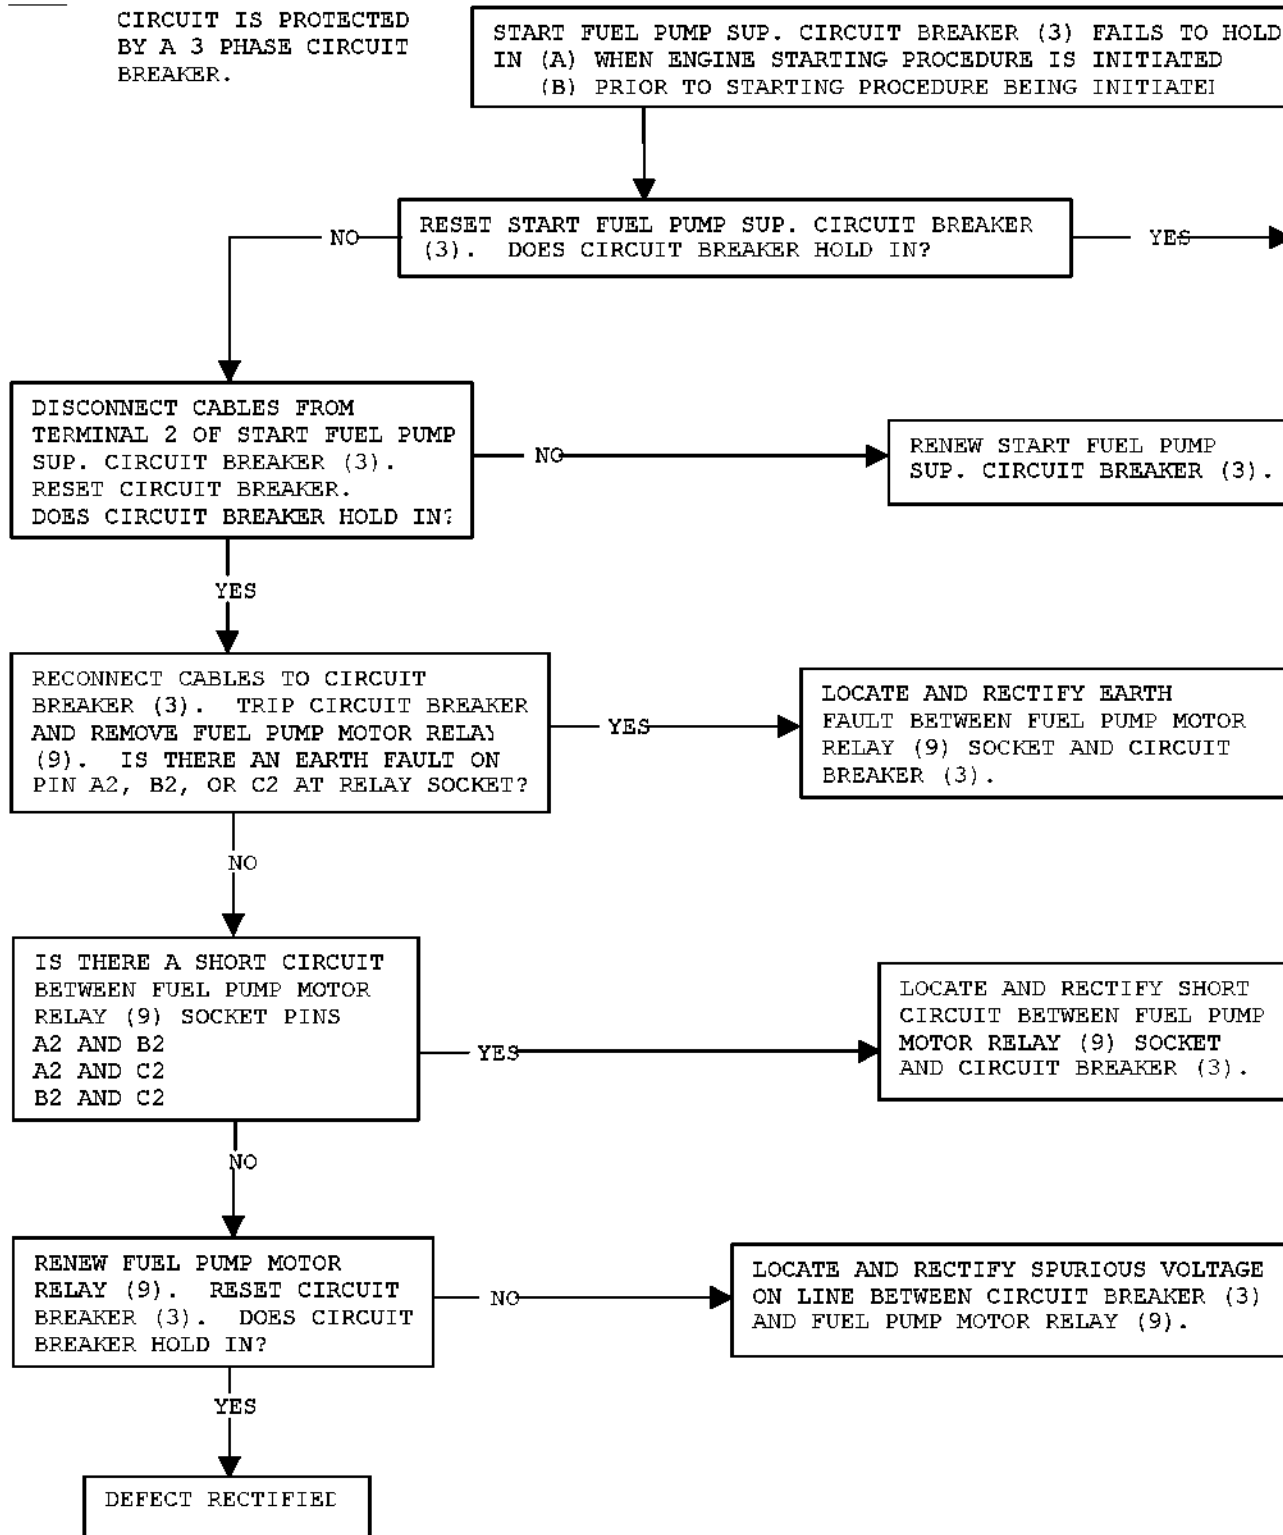 CIRCUIT IS PROTECTED
BY A 3 PHASE CIRCUIT
BREAKER.
START FUEL PUMP SUP. CIRCUIT BREAKER (3) FAILS TO HOLD
IN (A) WHEN ENGINE STARTING PROCEDURE IS INITIATED
(B) PRIOR TO STARTING PROCEDURE BEING
RESET START FUEL PUMP SUP. CIRCUIT BREAKER
(3). DOES CIRCUIT BREAKER HOLD IN?
NO
YES
DISCONNECT CABLES FROM
TERMINAL 2 OF START FUEL PUMP
SUP. CIRCUIT BREAKER (3).
RESET CIRCUIT BREAKER.
DOES CIRCUIT BREAKER HOLD IN?
NO
RENEW START FUEL PUMP
SUP. CIRCUIT BREAKER (3).
YES
RECONNECT CABLES TO CIRCUIT
BREAKER (3). TRIP CIRCUIT BREAKER
AND REMOVE FUEL PUMP MOTOR RELAY
(9). IS THERE AN EARTH FAULT ON
PIN A2, B2, OR C2 AT RELAY SOCKET?
YES
LOCATE AND RECTIFY EARTH
FAULT BETWEEN FUEL PUMP MOTOR
RELAY (9) SOCKET AND CIRCUIT
BREAKER (3).
NO
IS THERE A SHORT CIRCUIT
BETWEEN FUEL PUMP MOTOR
RELAY (9) SOCKET PINS
A2 AND B2
A2 AND C2
B2 AND C2
YES
LOCATE AND RECTIFY SHORT
CIRCUIT BETWEEN FUEL PUMP
MOTOR RELAY (9) SOCKET
AND CIRCUIT BREAKER (3).
NO
RENEW FUEL PUMP MOTOR
RELAY (9). RESET CIRCUIT
BREAKER (3). DOES CIRCUIT
BREAKER HOLD IN?
NO
LOCATE AND RECTIFY SPURIOUS VOLTAGE
ON LINE BETWEEN CIRCUIT BREAKER (3)
AND FUEL PUMP MOTOR RELAY (9).
YES
DEFECT RECTIFIED